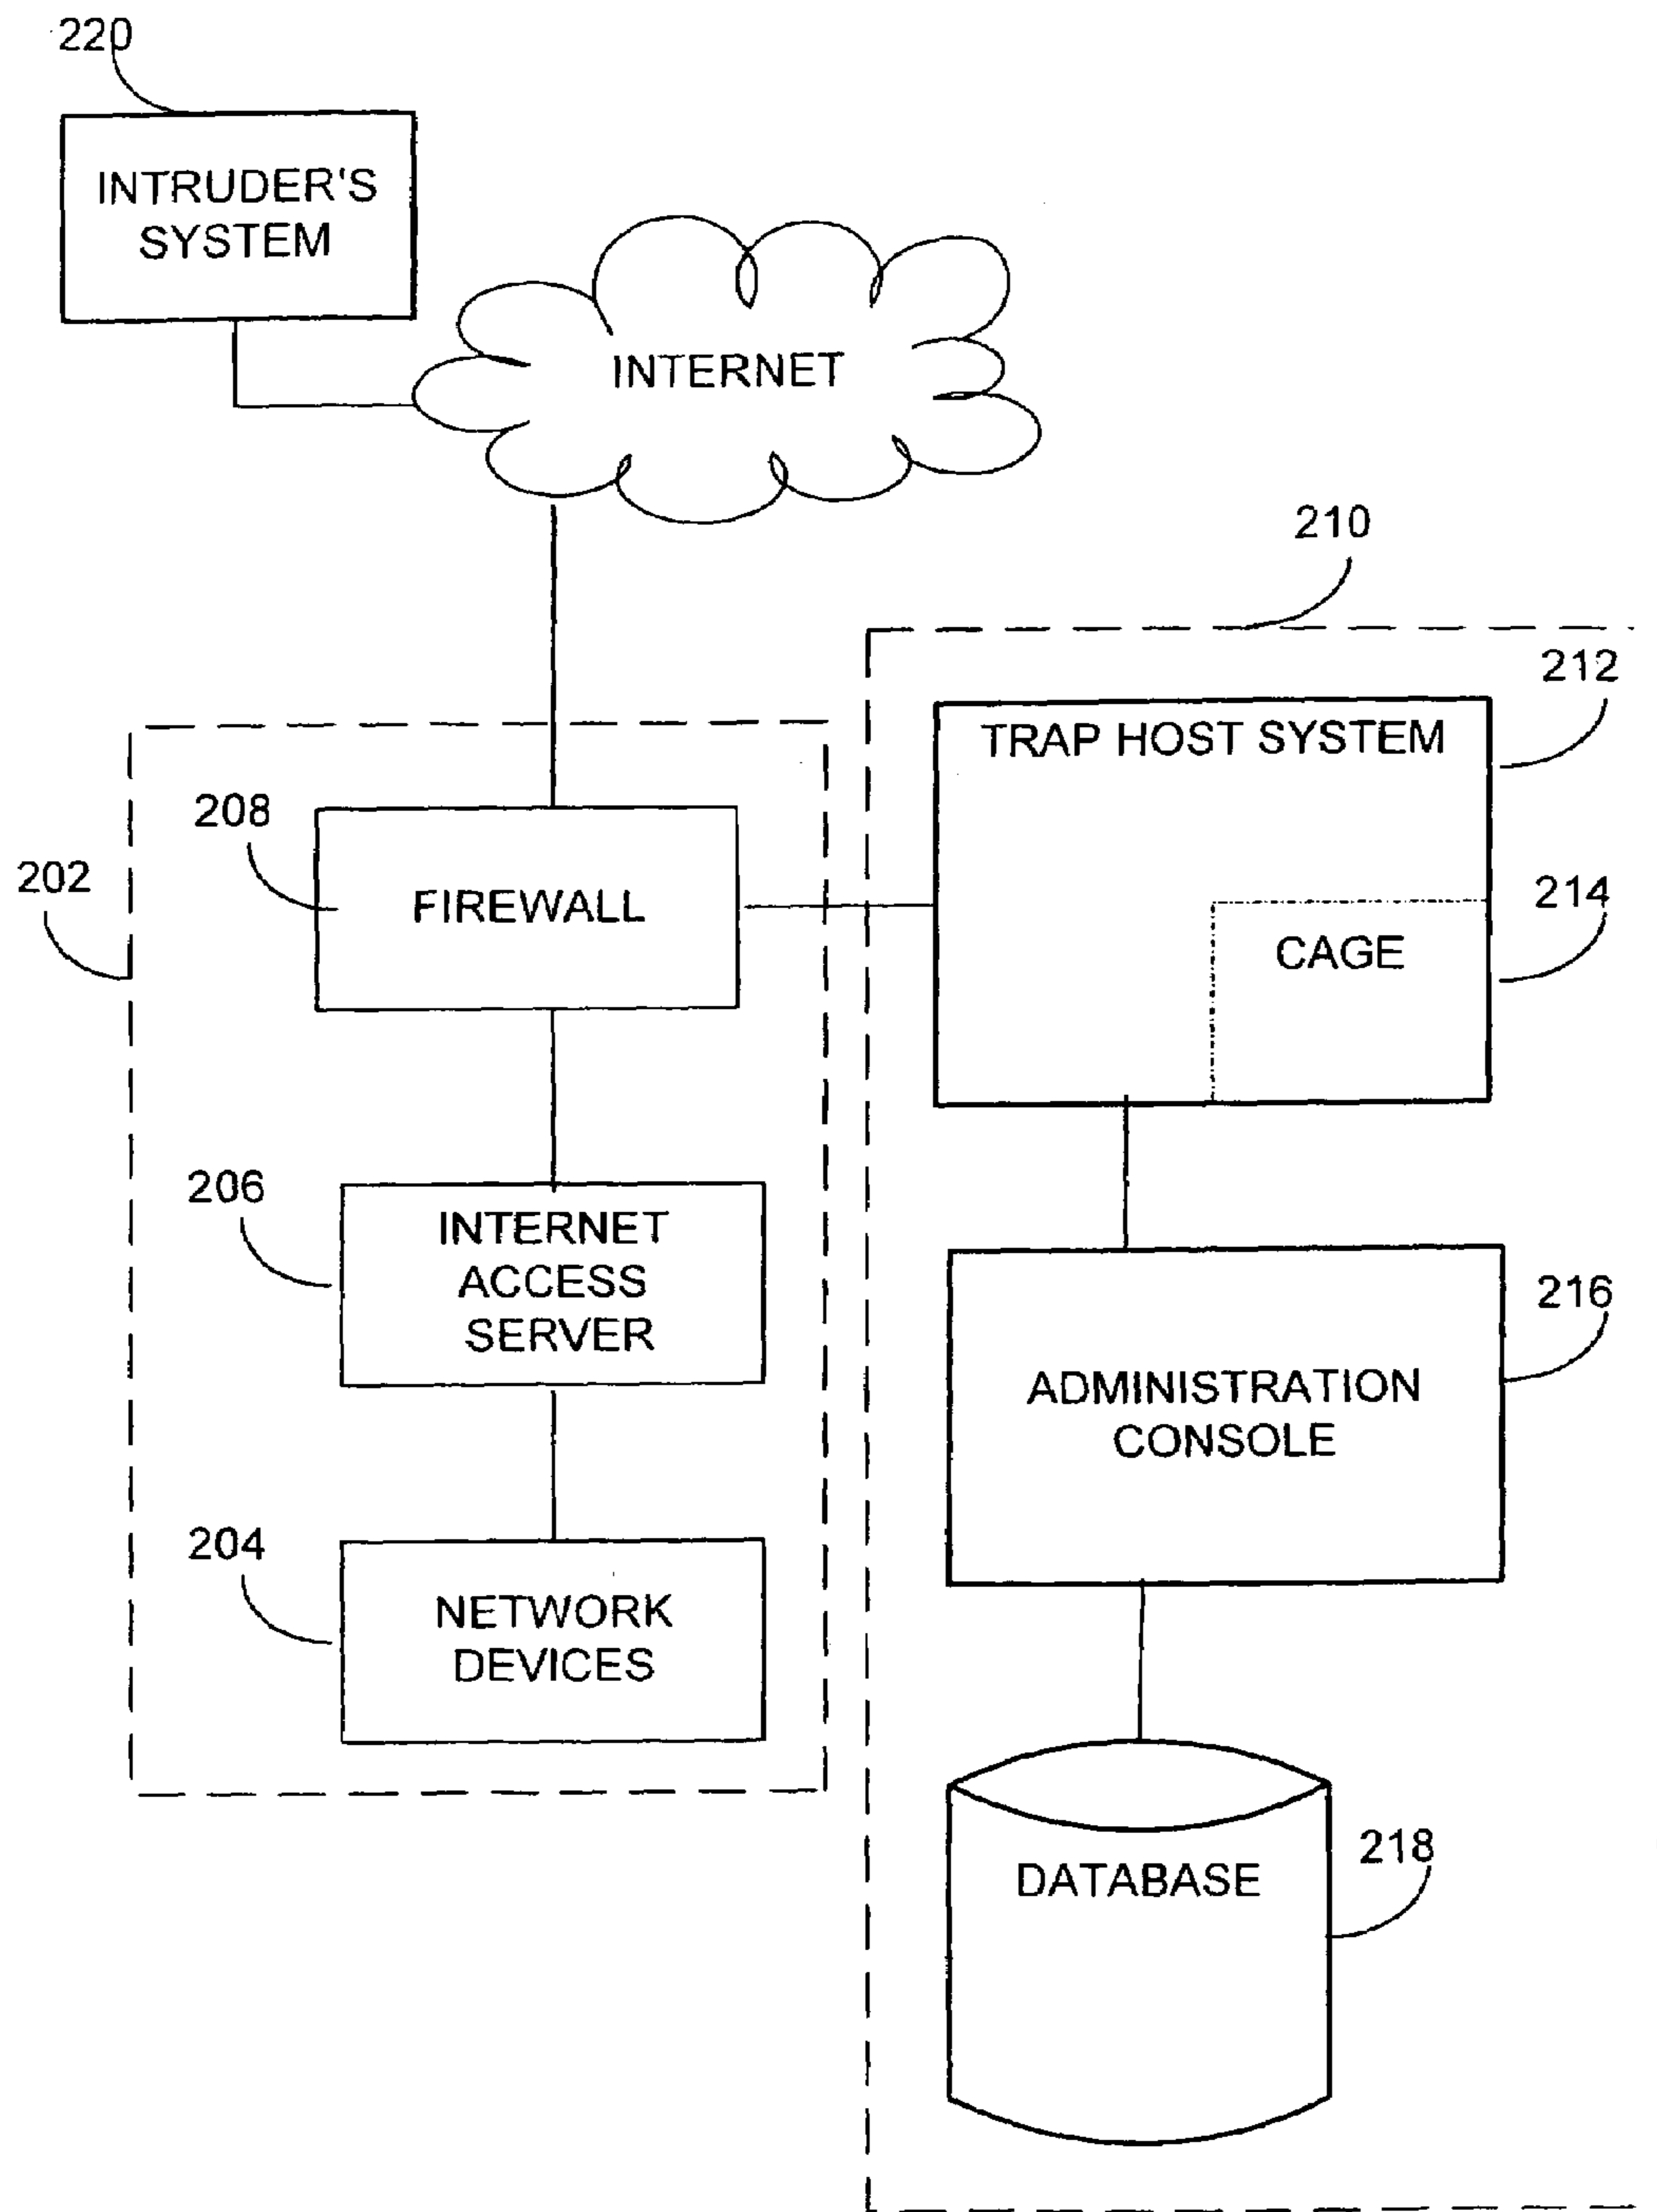 220
INTRUDER'S
SYSTEM
INTERNET
210
212
TRAP HOST SYSTEM
208
202
FIREWALL
214
CAGE
206
INTERNET
ACCESS
SERVER
216
ADMINISTRATION
CONSOLE
204
NETWORK
DEVICES
218
DATABASE